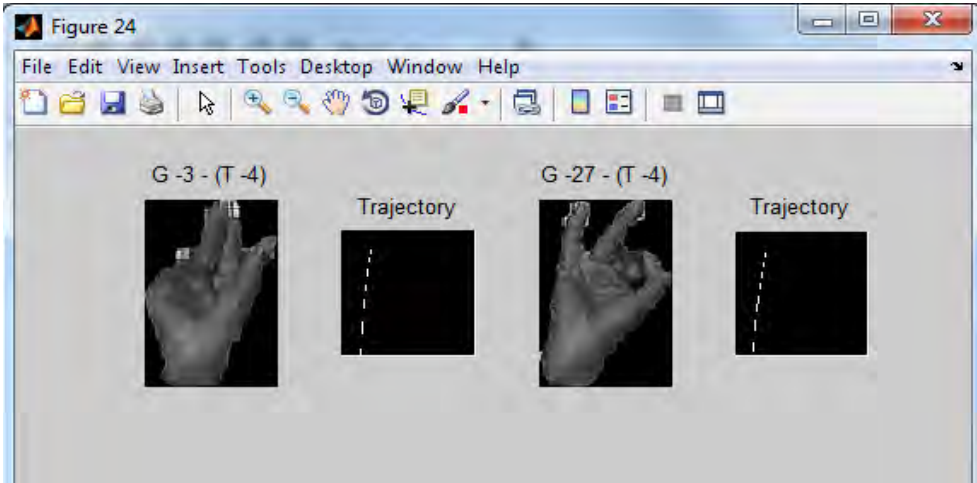 Figure 24
File Edit View Insert Tools Desktop Window Help
G -3 - (T -4)
Trajectory
G -27 - (T -4)
Trajectory